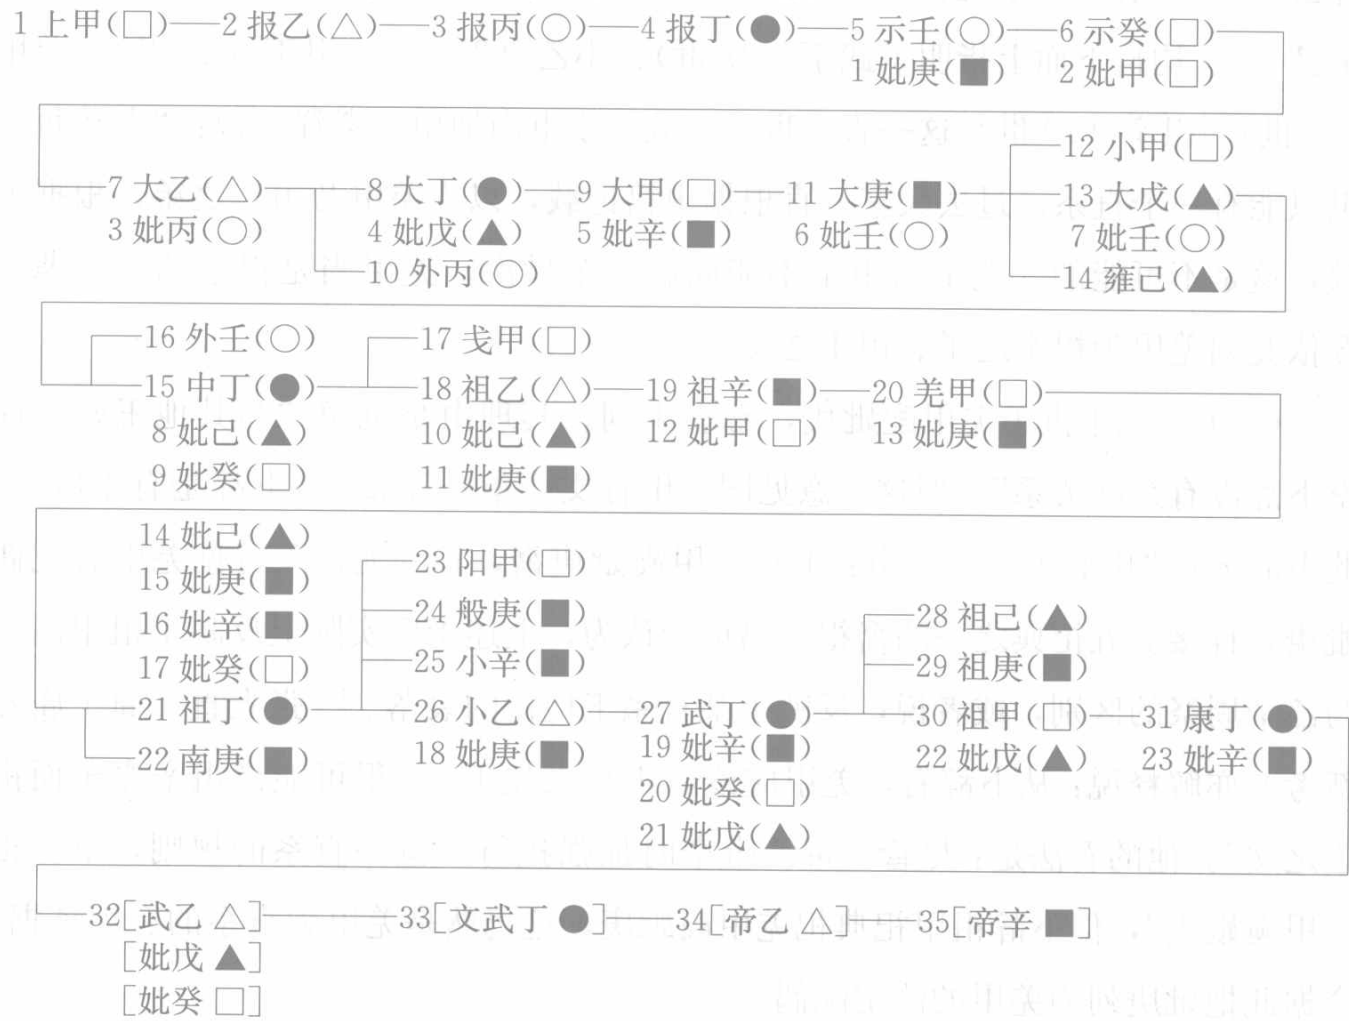 1 上甲(□)—2 报乙(△)—3 报丙(○)—4 报丁(●)—5 示壬(○)—6 示癸(□)
1 妣庚(■) 2 妣甲(□)
12 小甲(□)
7 大乙(△) 8 大丁(●)—9 大甲(□)—11 大庚(■) 13 大戊(▲)
3 妣丙(○) 4 妣戊(▲) 5 妣辛(■) 6 妣壬(○) 7 妣壬(○)
10 外丙(○) 14 雍己(▲)
16 外壬(○) 17 戋甲(□)
15 中丁(●) 18 祖乙(△)—19 祖辛(■)—20 羌甲(□)
8 妣己(▲) 10 妣己(▲) 12 妣甲(□) 13 妣庚(■)
9 妣癸(□) 11 妣庚(■)
14 妣己(▲)
15 妣庚(■) 23 阳甲(□)
16 妣辛(■) 24 般庚(■) 28 祖己(▲)
17 妣癸(□) 25 小辛(■) 29 祖庚(■)
21 祖丁(●) 26 小乙(△)—27 武丁(●) 30 祖甲(□)—31 康丁(●)
22 南庚(■) 18 妣庚(■) 19 妣辛(■) 22 妣戊(▲) 23 妣辛(■)
20 妣癸(□)
21 妣戊(▲)
32[武乙 △]—33[文武丁 ●]—34[帝乙 △]—35[帝辛 ■]
[妣戊 ▲]
[妣癸 □]